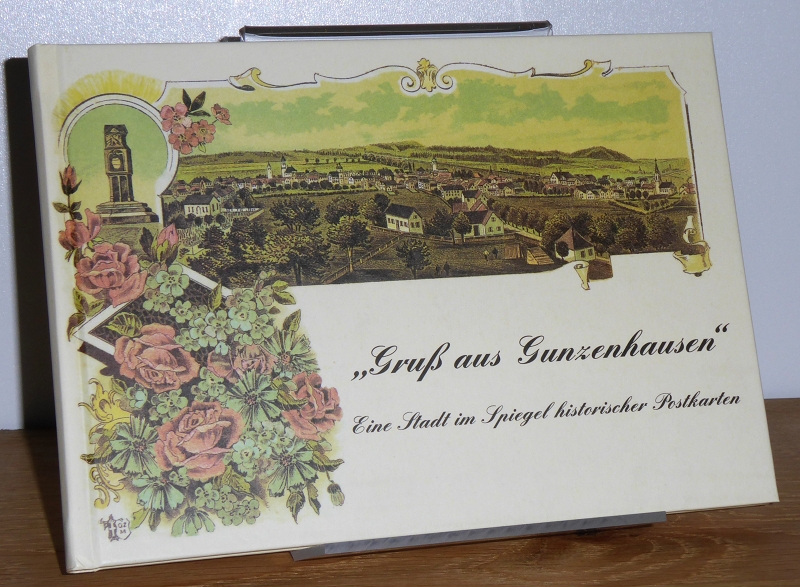 „Gruß aus Gunzenhausen“
Eine Stadt im Spiegel historischer Postkarten